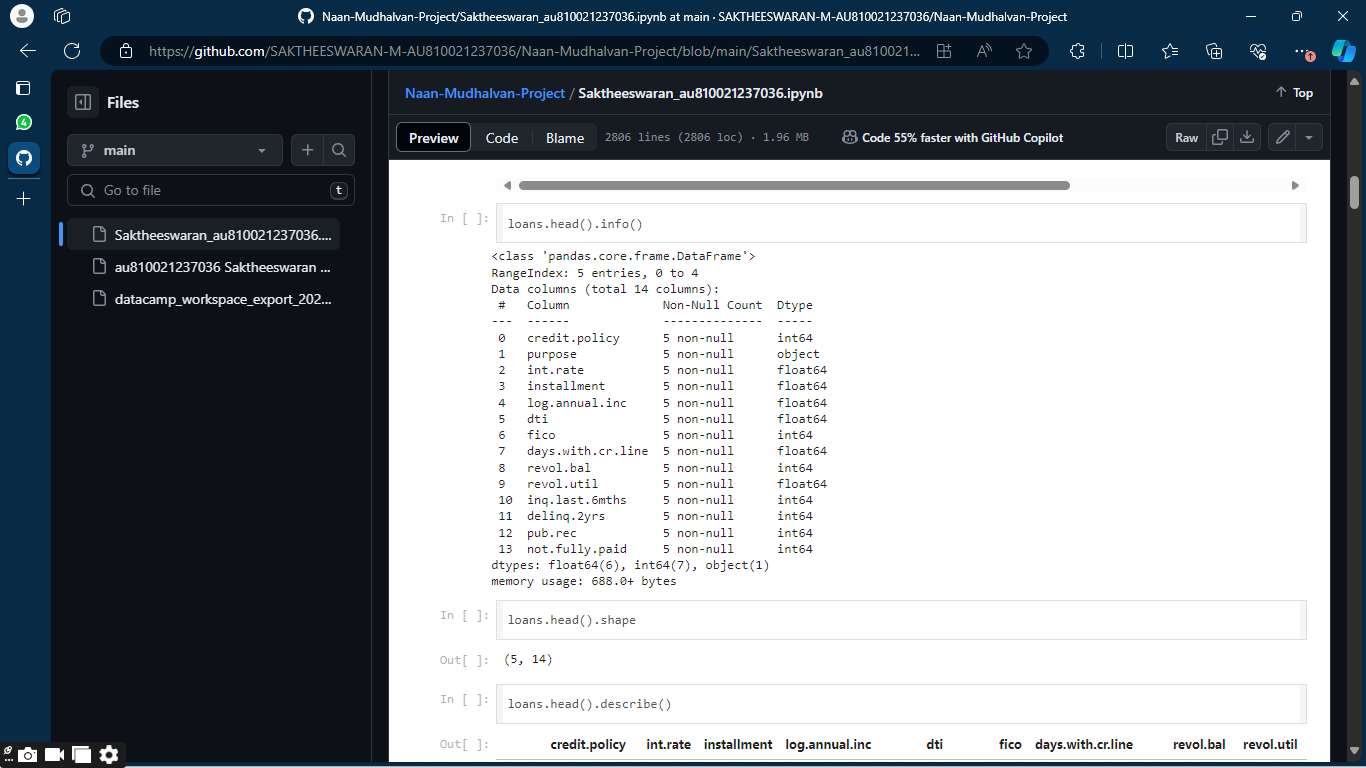 Naan-Mudhalvan-Project/Saktheeswaran_au810021237036.ipynb at main · SAKTHEESWARAN-M-AU810021237036/Naan-Mudhalvan-Project
https://github.com/SAKTHEESWARAN-M-AU810021237036/Naan-Mudhalvan-Project/blob/main/Saktheeswaran_au810021...
4
Files
main
Go to file
t
Saktheeswaran_au810021237036....
au810021237036 Saktheeswaran ...
datacamp_workspace_export_202...
Naan-Mudhalvan-Project / Saktheeswaran_au810021237036.ipynb
Top
Preview Code Blame 2806 lines (2806 loc) · 1.96 MB Code 55% faster with GitHub Copilot Raw
In [ ]: loans.head().info()
<class 'pandas.core.frame.DataFrame'>
RangeIndex: 5 entries, 0 to 4
Data columns (total 14 columns):
# Column Non-Null Count Dtype
--- ------ -------------- -----
0 credit.policy 5 non-null int64
1 purpose 5 non-null object
2 int.rate 5 non-null float64
3 installment 5 non-null float64
4 log.annual.inc 5 non-null float64
5 dti 5 non-null float64
6 fico 5 non-null int64
7 days.with.cr.line 5 non-null float64
8 revol.bal 5 non-null int64
9 revol.util 5 non-null float64
10 inq.last.6mths 5 non-null int64
11 delinq.2yrs 5 non-null int64
12 pub.rec 5 non-null int64
13 not.fully.paid 5 non-null int64
dtypes: float64(6), int64(7), object(1)
memory usage: 688.0+ bytes
In [ ]: loans.head().shape
Out[ ]: (5, 14)
In [ ]: loans.head().describe()
Out[ ]: credit.policy int.rate installment log.annual.inc dti fico days.with.cr.line revol.bal revol.util